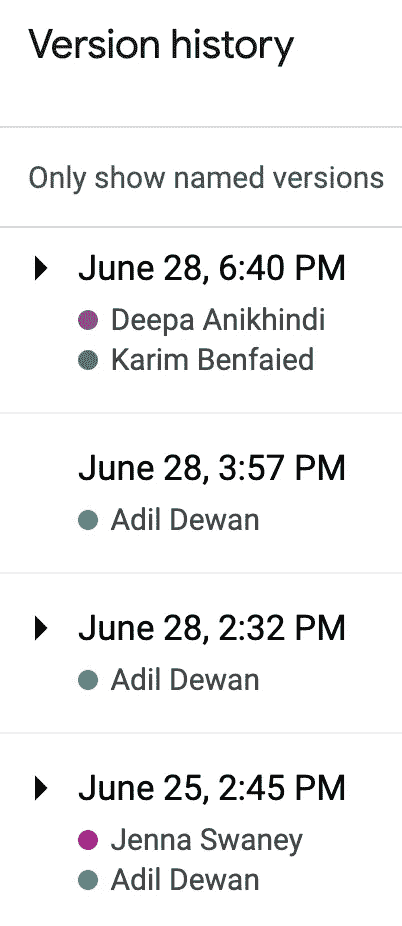 Version history
Only show named versions
June 28, 6:40 PM
Deepa Anikhindi
Karim Benfaied
June 28, 3:57 PM
Adil Dewan
June 28, 2:32 PM
Adil Dewan
June 25, 2:45 PM
Jenna Swaney
Adil Dewan